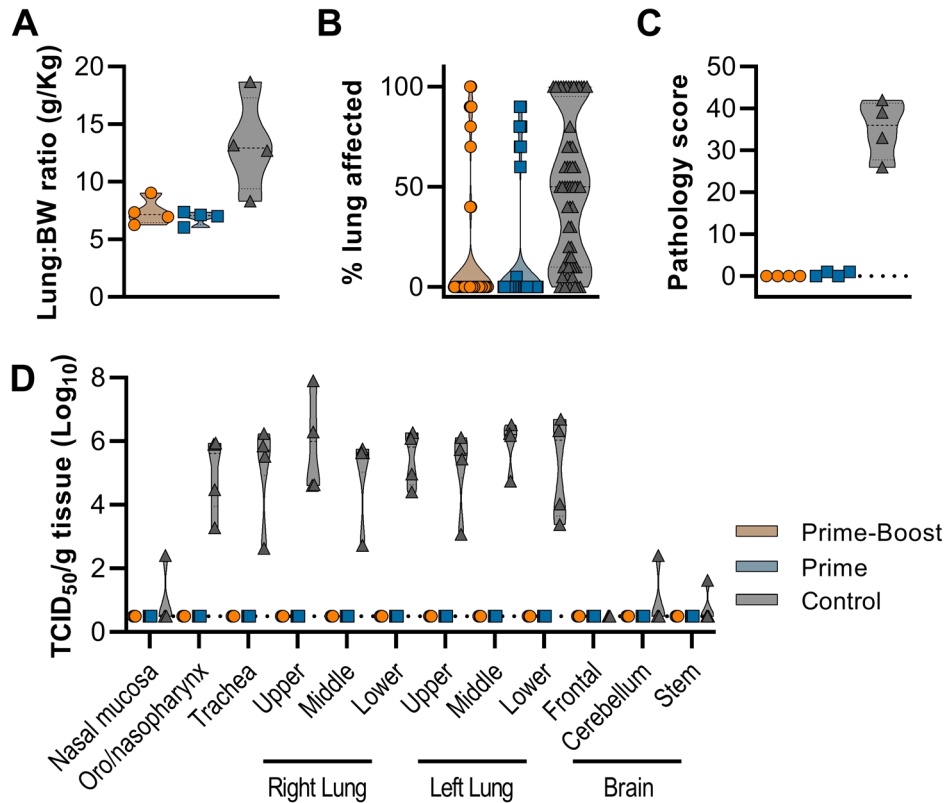 A
Lung:BW ratio (g/Kg)
20
15
10
5
0
B
% lung affected
100
50
0
C
Pathology score
50
40
30
20
10
0
D
TCID50/g tissue (Log10)
8
6
4
2
0
Nasal mucosa
Oro/nasopharynx
Trachea
Upper
Middle
Lower
Upper
Middle
Lower
Frontal
Cerebellum
Stem
Right Lung
Left Lung
Brain
Prime-Boost
Prime
Control